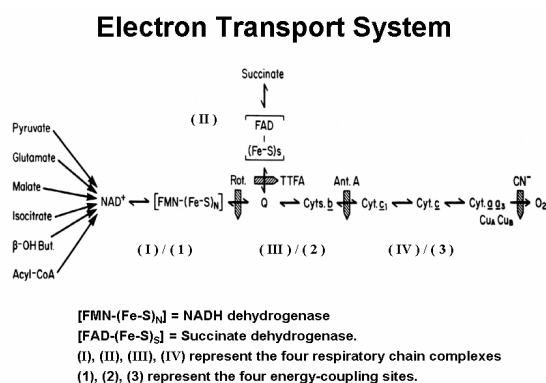 Electron Transport System
Succinate
( II )
FAD
(Fe-S)s
Pyruvate
Glutamate
Malate
Isocitrate
β-OH But.
Acyl-CoA
Rot. TTFA Ant. A CN⁻
NAD⁺ [FMN-(Fe-S)N] Q Cyts. b Cyt. c₁ Cyt. c Cyt. a a₃ O₂
CuA CuB
( I ) / ( 1 ) ( III ) / ( 2 ) ( IV ) / ( 3 )
[FMN-(Fe-S)N] = NADH dehydrogenase
[FAD-(Fe-S)S] = Succinate dehydrogenase.
(I), (II), (III), (IV) represent the four respiratory chain complexes
(1), (2), (3) represent the four energy-coupling sites.